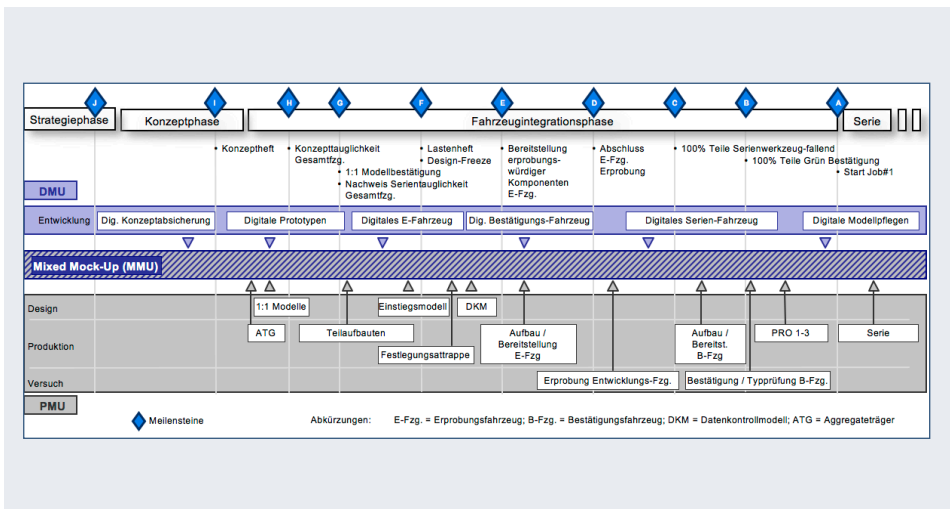 J I H G F E D C B A
Strategiephase Konzeptphase Fahrzeugintegrationsphase Serie
• Konzeptheft
• Konzepttauglichkeit
Gesamtfzg.
• 1:1 Modellbestätigung
• Nachweis Serientauglichkeit
Gesamtfzg.
• Lastenheft
• Design-Freeze
• Bereitstellung
erprobungs-
würdiger
Komponenten
E-Fzg.
• Abschluss
E-Fzg.
Erprobung
• 100% Teile Serienwerkzeug-fallend
• 100% Teile Grün Bestätigung
• Start Job#1
DMU
Entwicklung Dig. Konzeptabsicherung Digitale Prototypen Digitales E-Fahrzeug Dig. Bestätigungs-Fahrzeug Digitales Serien-Fahrzeug Digitale Modellpflegen
Mixed Mock-Up (MMU)
Design 1:1 Modelle Einstiegsmodell DKM
Produktion
ATG
Teilaufbauten
Festlegungsattrappe
Aufbau /
Bereitstellung
E-Fzg
Aufbau /
Bereitst.
B-Fzg
PRO 1-3
Serie
Versuch Erprobung Entwicklungs-Fzg. Bestätigung / Typprüfung B-Fzg.
PMU
Meilensteine Abkürzungen: E-Fzg. = Erprobungsfahrzeug; B-Fzg. = Bestätigungsfahrzeug; DKM = Datenkontrollmodell; ATG = Aggregateträger